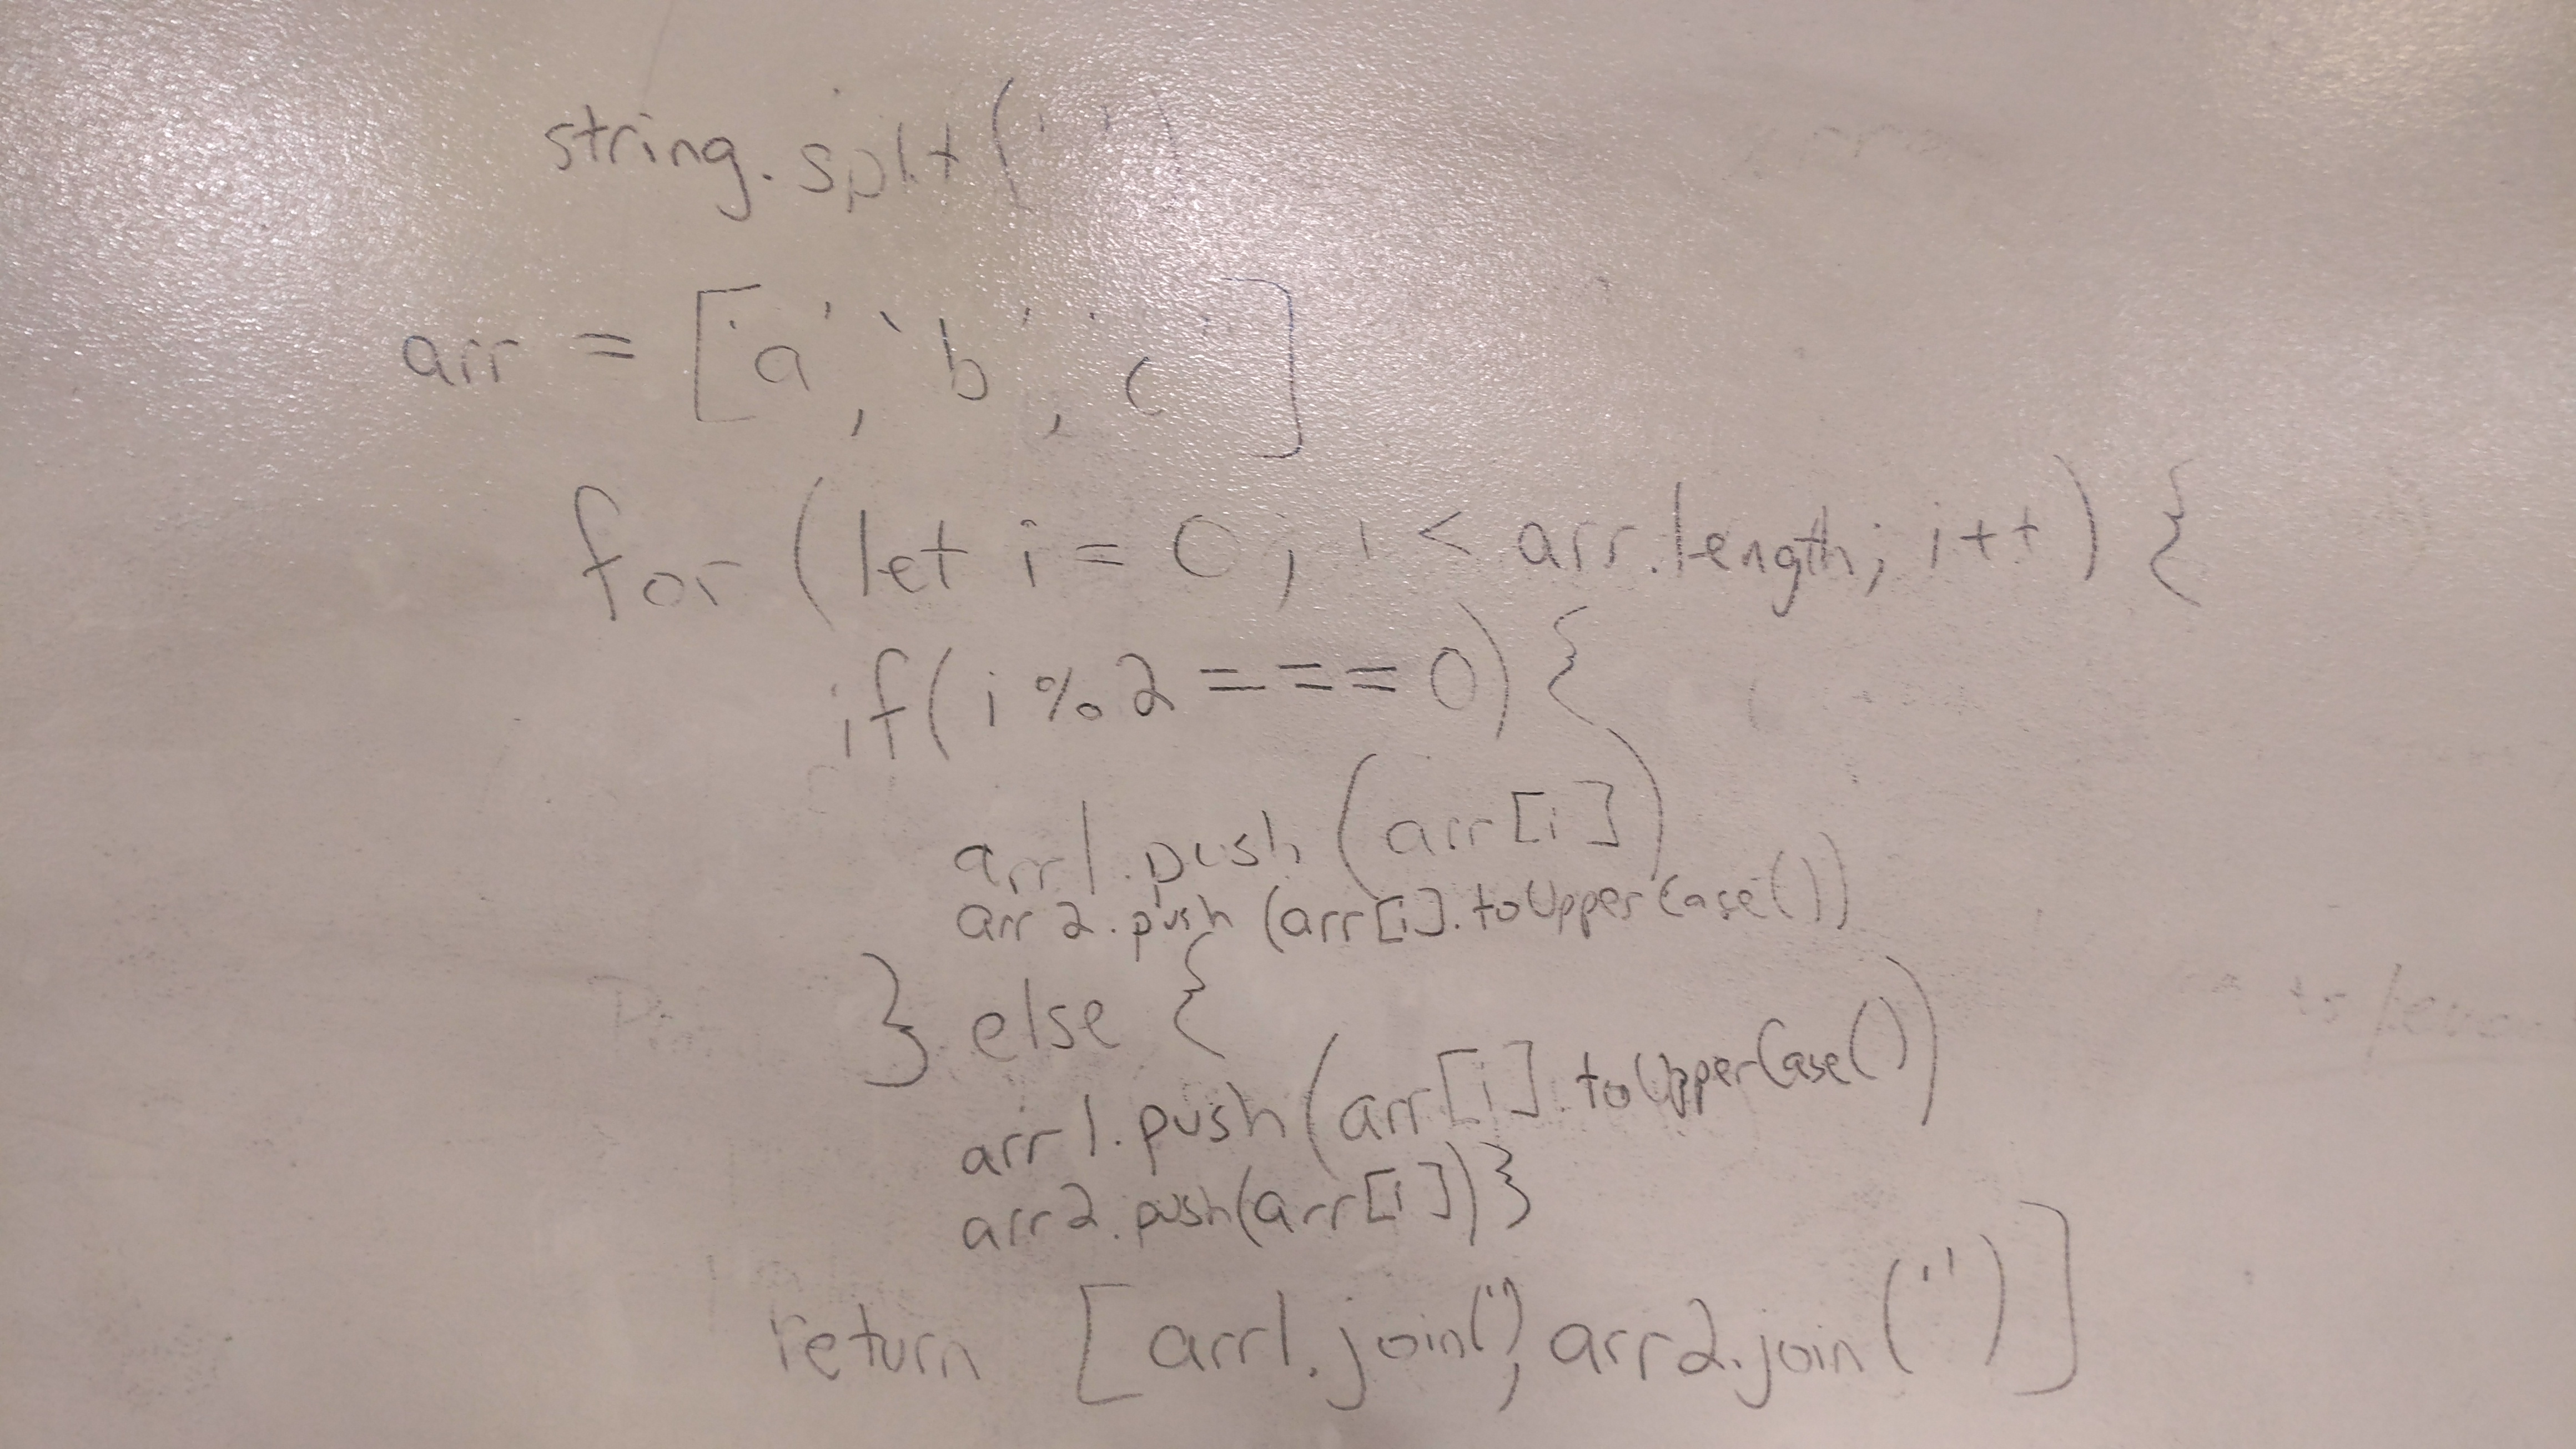 string.split('')
arr = ['a', 'b', 'c']
for (let i = 0; i < arr.length; i++) {
if(i%2 === 0) {
arr1.push(arr[i])
arr2.push(arr[i].toUpperCase())
} else {
arr1.push(arr[i].toUpperCase())
arr2.push(arr[i])}
return [arr1.join(''), arr2.join('')]